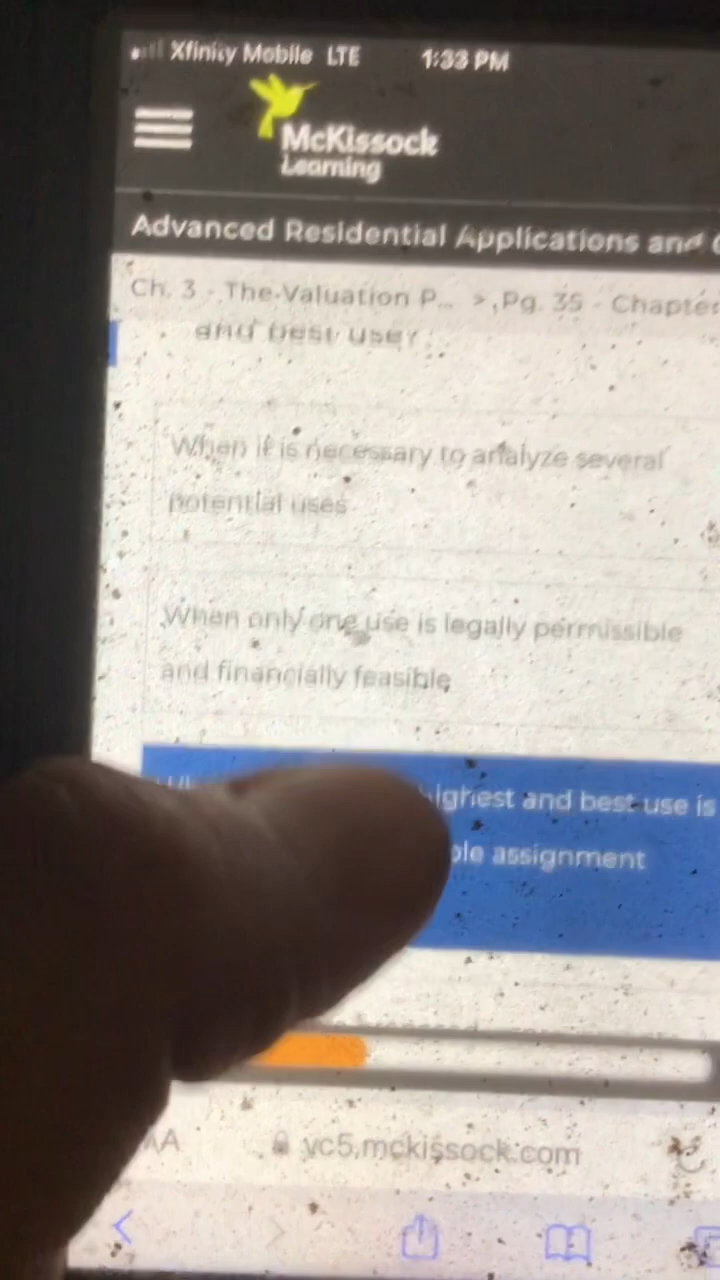 Xfinity Mobile LTE 1:33 PM
McKissock
Learning
Advanced Residential Applications and
Ch. 3 - The Valuation P... > Pg. 35 - Chapter
and best use?
When it is necessary to analyze several
potential uses
When only one use is legally permissible
and financially feasible
highest and best use is
assignment
AA vc5.mckissock.com